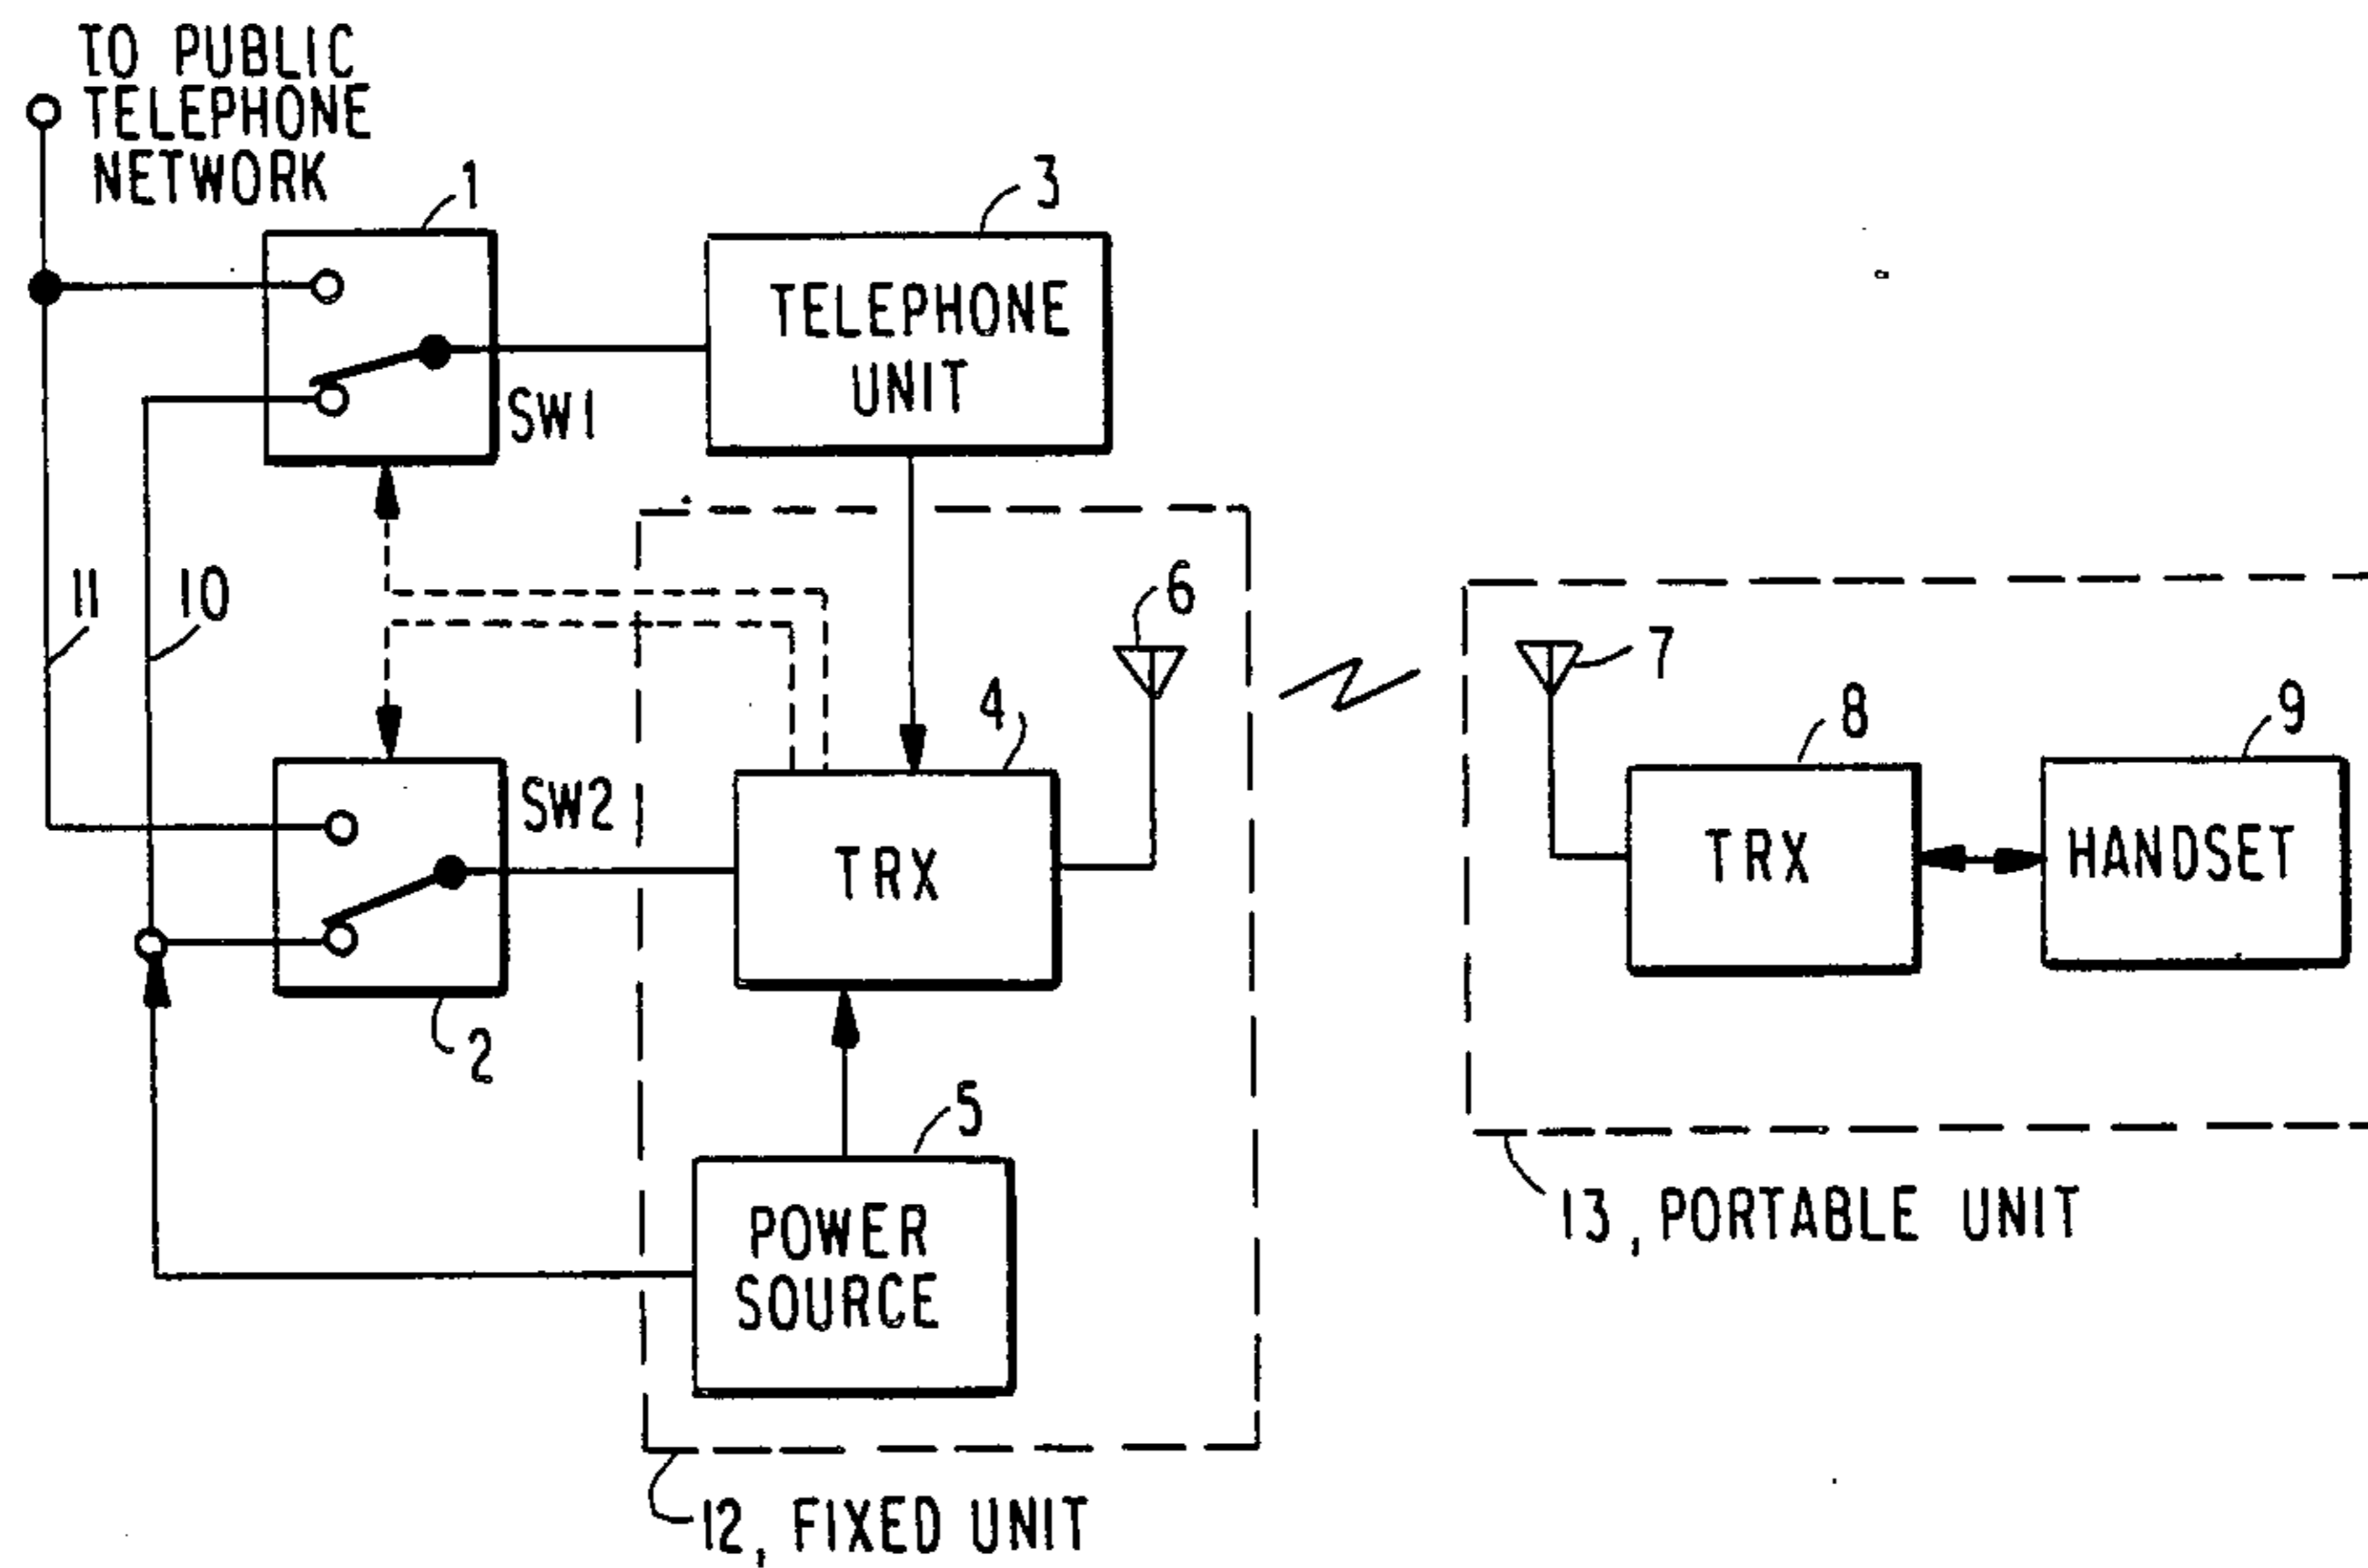 TO PUBLIC
TELEPHONE
NETWORK
1
3
TELEPHONE
UNIT
SW1
11
10
6
7
4
8
9
SW2
TRX
TRX
HANDSET
2
5
POWER
SOURCE
13, PORTABLE UNIT
12, FIXED UNIT